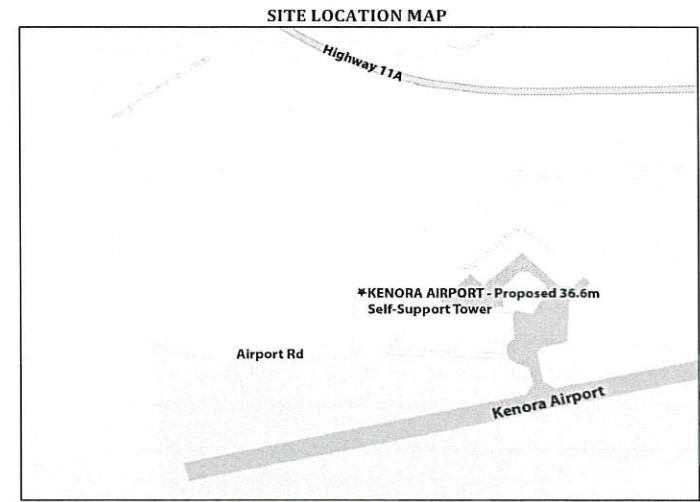 SITE LOCATION MAP
Highway 11A
*KENORA AIRPORT - Proposed 36.6m
Self-Support Tower
Airport Rd
Kenora Airport